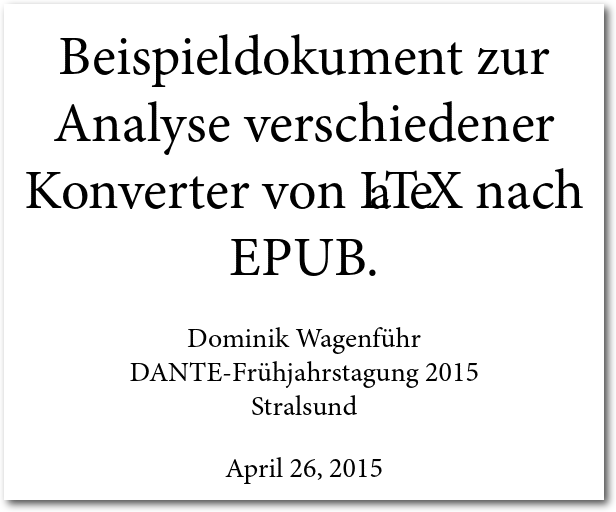 Beispieldokument zur
Analyse verschiedener
Konverter von LaTeX nach
EPUB.
Dominik Wagenführ
DANTE-Frühjahrstagung 2015
Stralsund
April 26, 2015